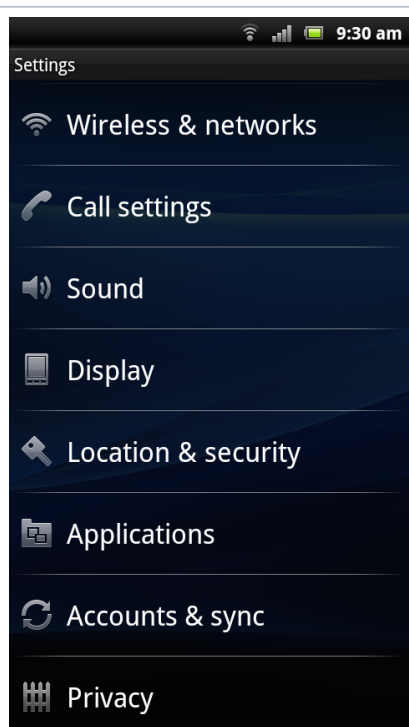 9:30 am
Settings
Wireless & networks
Call settings
Sound
Display
Location & security
Applications
Accounts & sync
Privacy